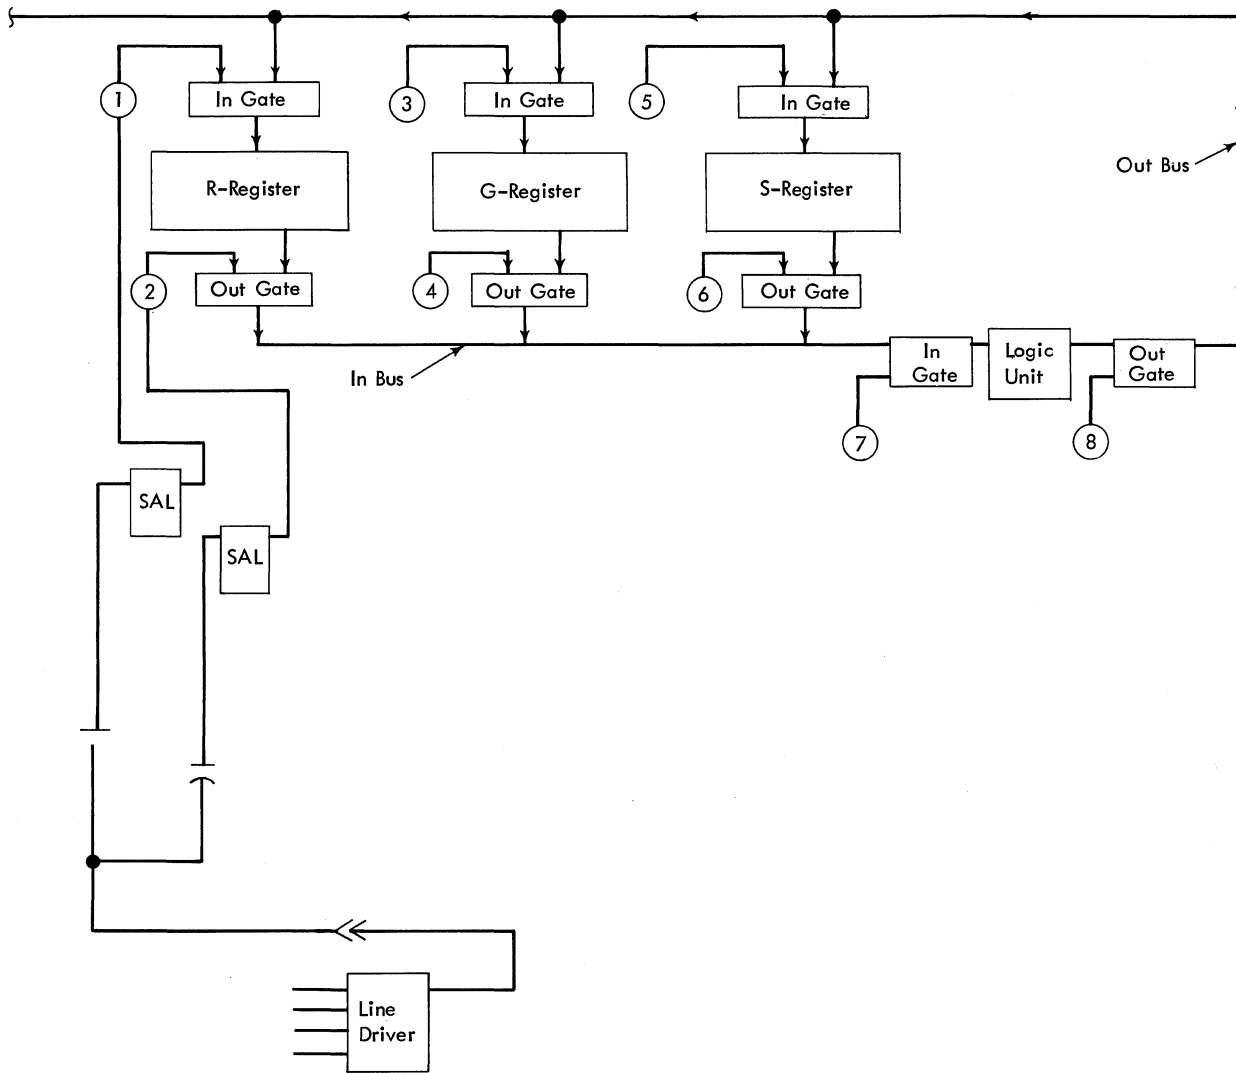 1
In Gate
3
In Gate
5
In Gate
Out Bus
R-Register
G-Register
S-Register
2
Out Gate
4
Out Gate
6
Out Gate
In Bus
In
Gate
Logic
Unit
Out
Gate
7
8
SAL
SAL
Line
Driver